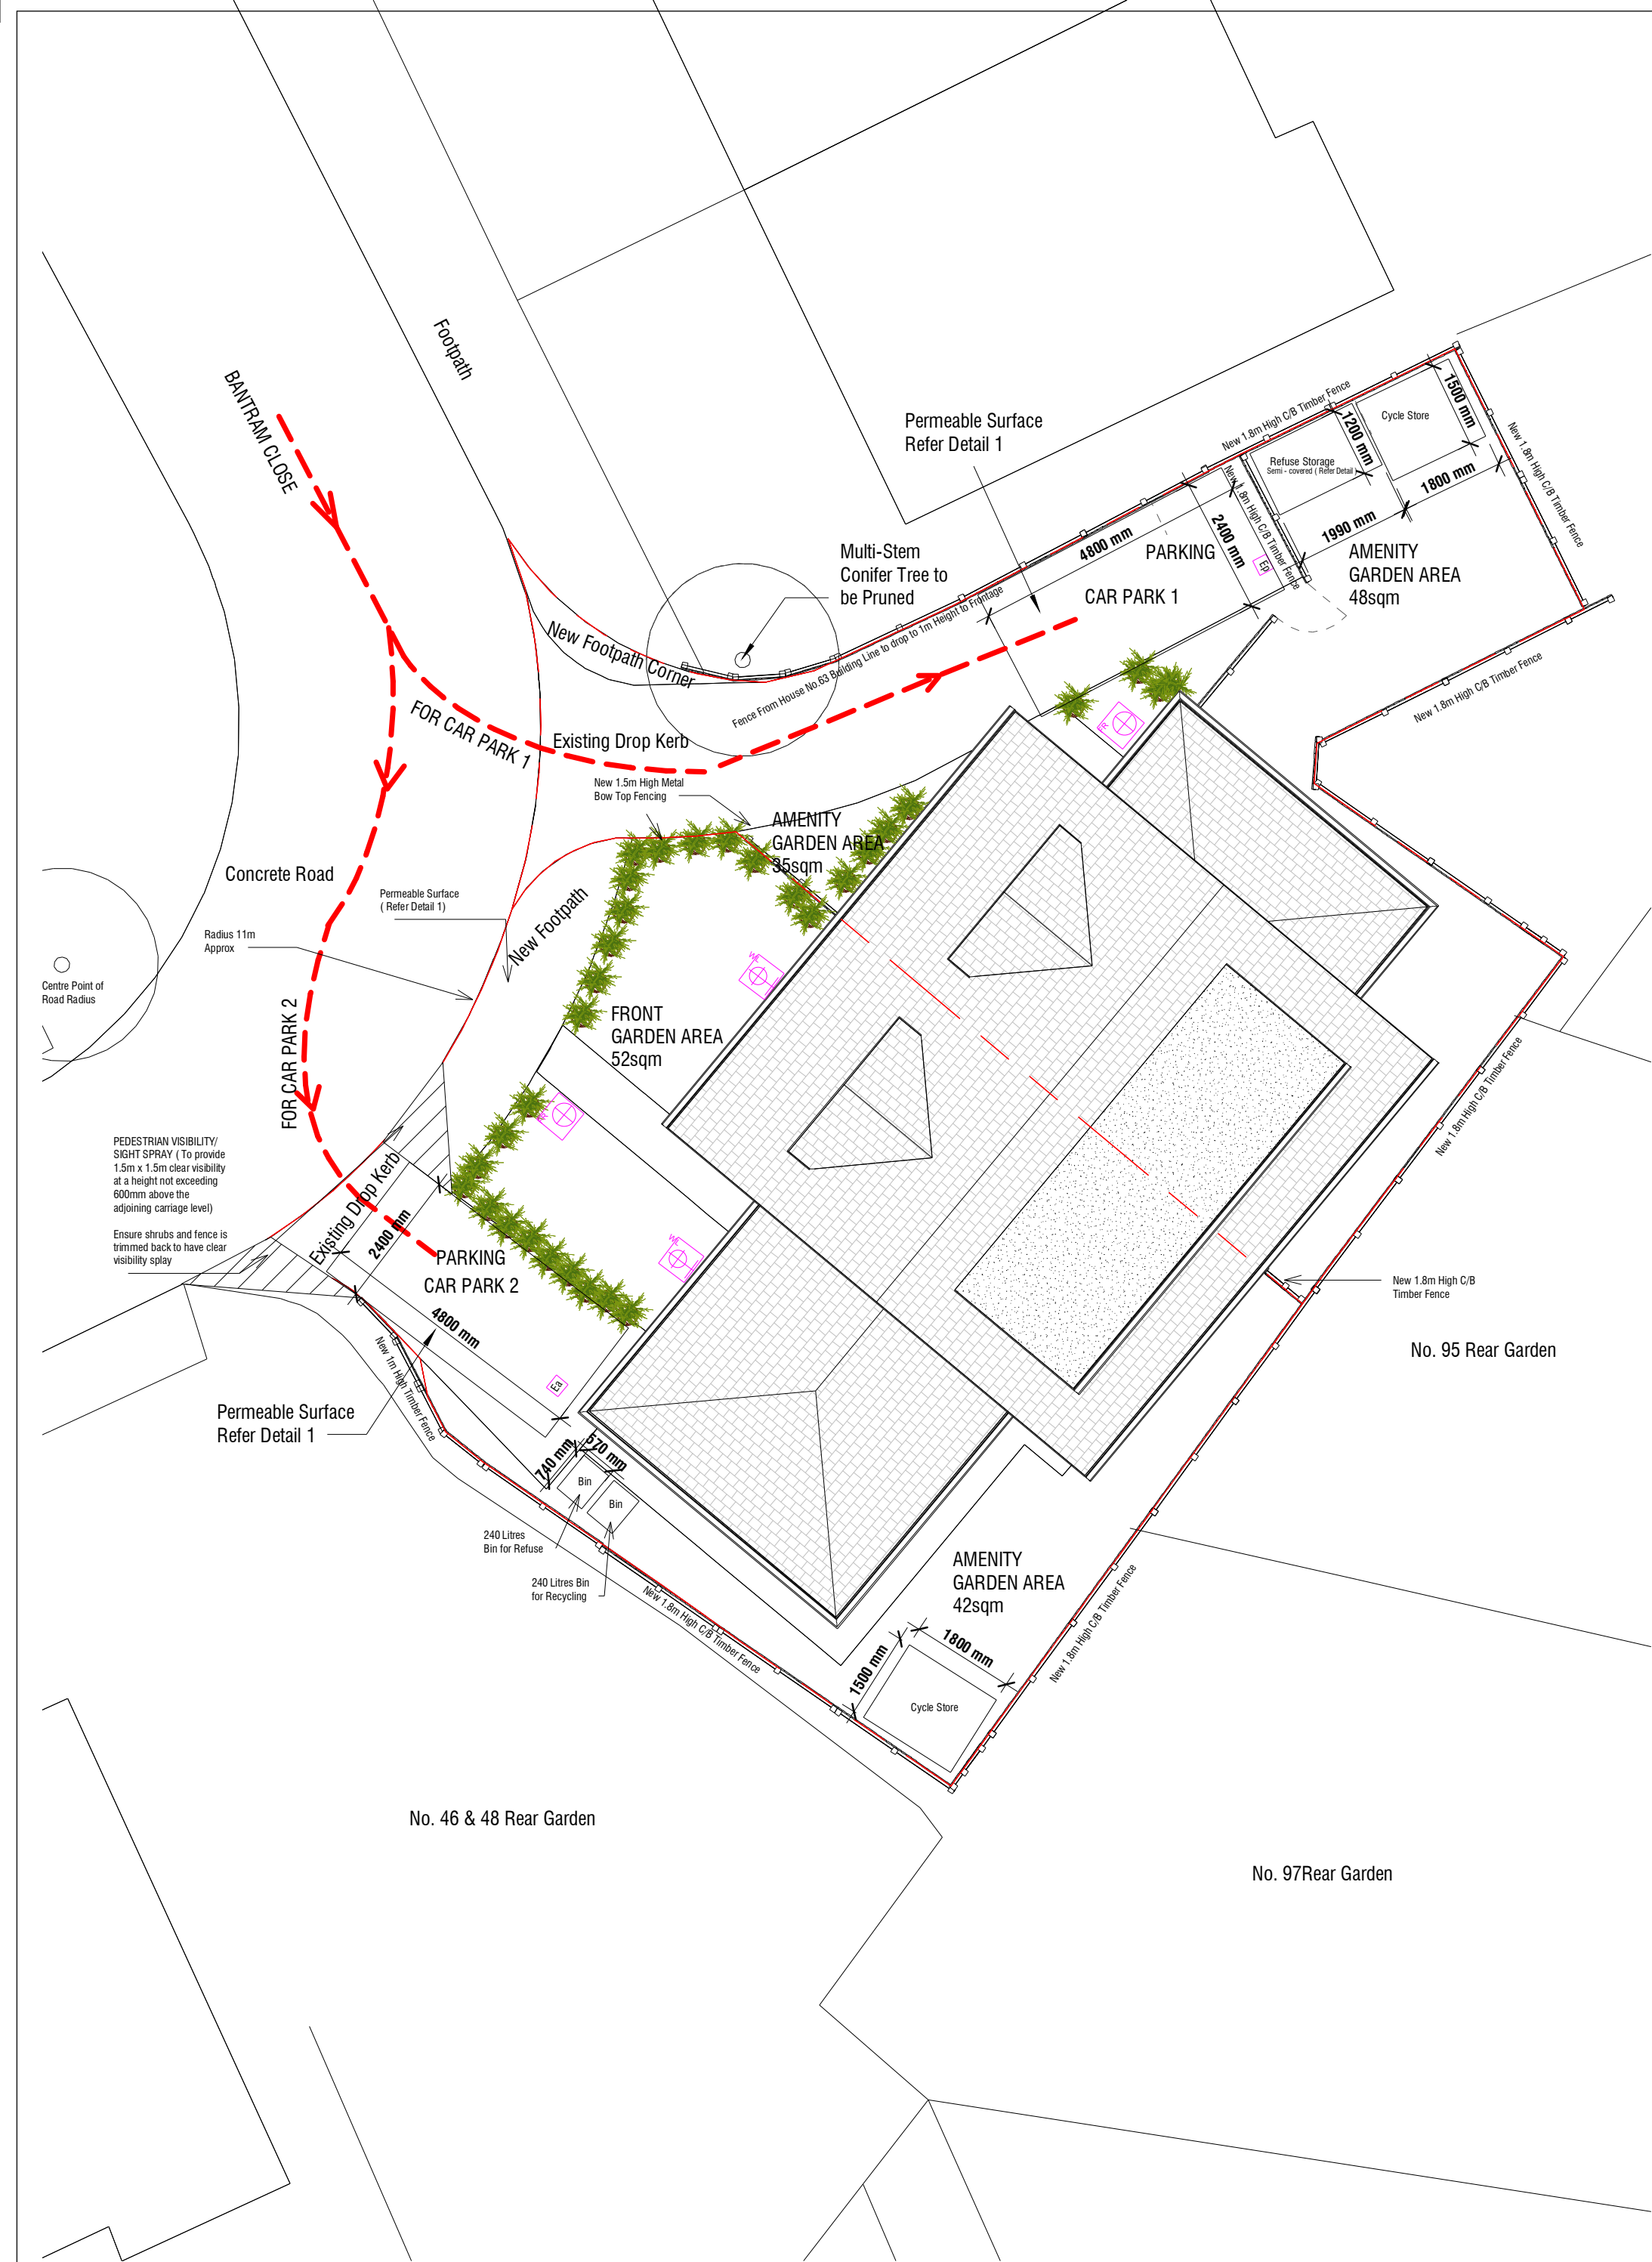 Footpath
BANTRAM CLOSE
Permeable Surface
Refer Detail 1
New 1.8m High C/B Timber Fence
Cycle Store
1500 mm
1200 mm
Refuse Storage
Semi - covered ( Refer Detail
1800 mm
1990 mm
New 1.8m High C/B Timber Fence
New 1.8m High C/B Timber Fence
2400 mm
4800 mm
PARKING
CAR PARK 1
Ep
AMENITY
GARDEN AREA
48sqm
Multi-Stem
Conifer Tree to
be Pruned
New Footpath Corner
Fence From House No.63 Building Line to drop to 1m Height to Frontage
New 1.8m High C/B Timber Fence
FOR CAR PARK 1
Existing Drop Kerb
New 1.5m High Metal
Bow Top Fencing
AMENITY
GARDEN AREA
35sqm
Concrete Road
Permeable Surface
( Refer Detail 1)
Radius 11m
Approx
New Footpath
Centre Point of
Road Radius
FOR CAR PARK 2
FRONT
GARDEN AREA
52sqm
PEDESTRIAN VISIBILITY/
SIGHT SPRAY ( To provide
1.5m x 1.5m clear visibility
at a height not exceeding
600mm above the
adjoining carriage level)
Ensure shrubs and fence is
trimmed back to have clear
visibility splay
Existing Drop Kerb
2400 mm
PARKING
CAR PARK 2
4800 mm
New 1m High Timber Fence
Ea
Permeable Surface
Refer Detail 1
740 mm
670 mm
Bin
Bin
240 Litres
Bin for Refuse
240 Litres Bin
for Recycling
New 1.8m High C/B Timber Fence
New 1.8m High C/B Timber Fence
New 1.8m High C/B
Timber Fence
No. 95 Rear Garden
AMENITY
GARDEN AREA
42sqm
1800 mm
1500 mm
Cycle Store
New 1.8m High C/B Timber Fence
No. 46 & 48 Rear Garden
No. 97Rear Garden